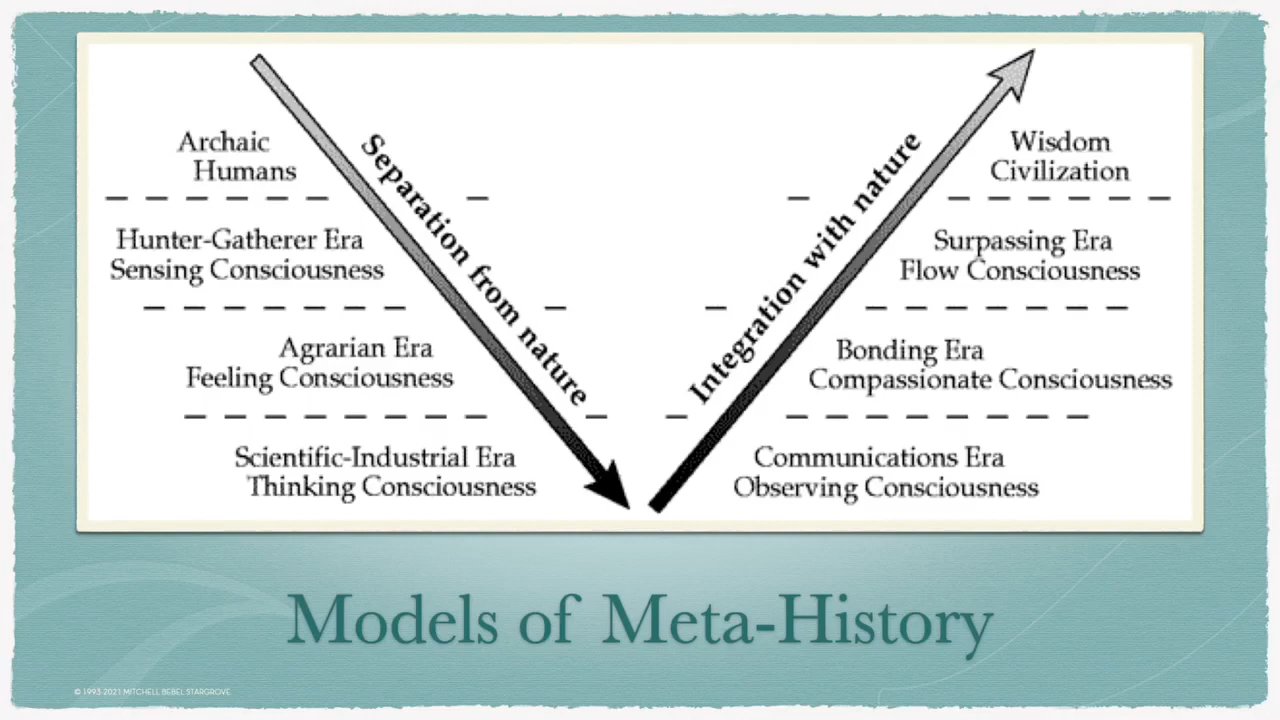 Archaic
Humans
Hunter-Gatherer Era
Sensing Consciousness
Agrarian Era
Feeling Consciousness
Scientific-Industrial Era
Thinking Consciousness
Separation from nature
Integration with nature
Wisdom
Civilization
Surpassing Era
Flow Consciousness
Bonding Era
Compassionate Consciousness
Communications Era
Observing Consciousness
Models of Meta-History
© 1993-2021 MITCHELL BEBEL STARGROVE